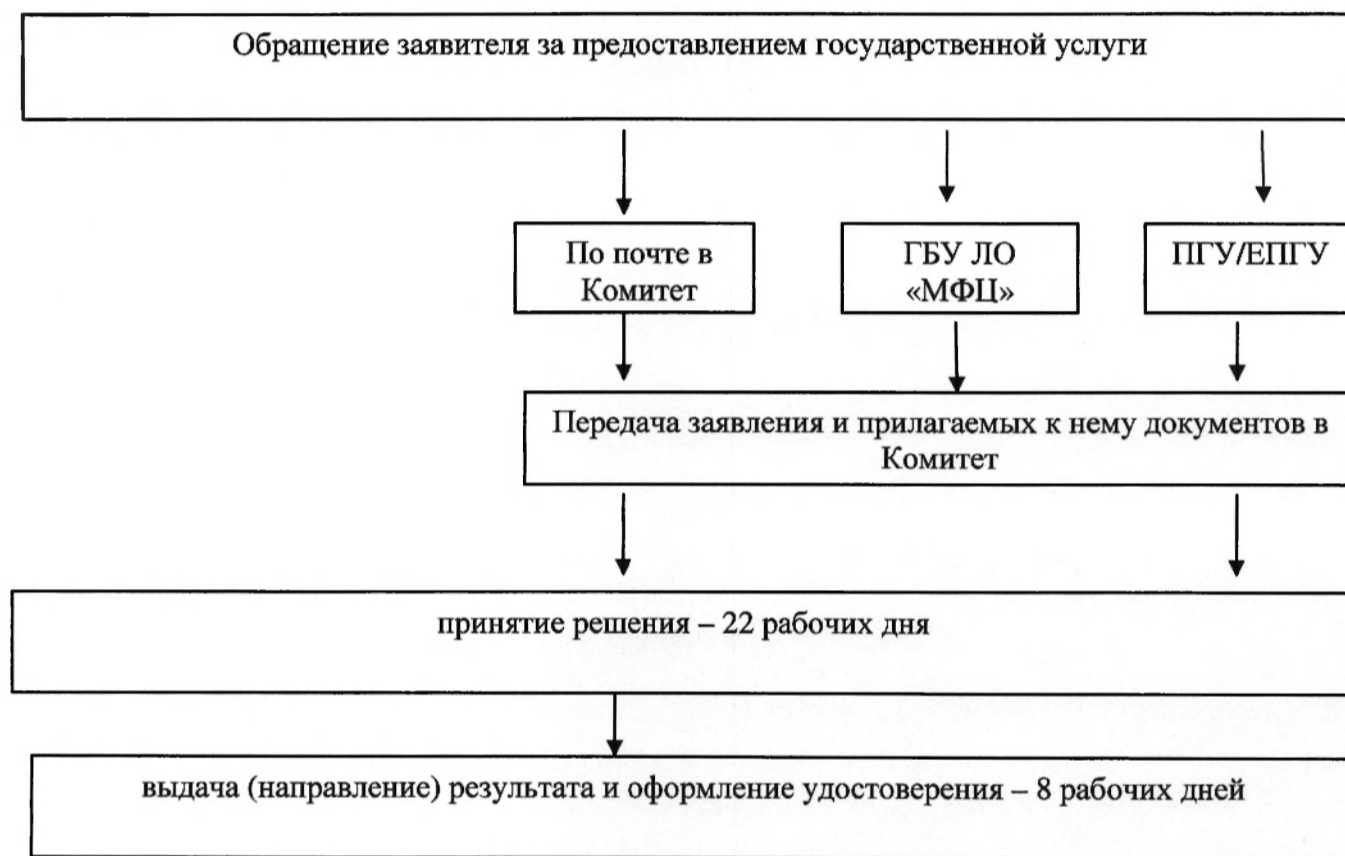 Обращение заявителя за предоставлением государственной услуги
По почте в
Комитет
ГБУ ЛО
«МФЦ»
ПГУ/ЕПГУ
Передача заявления и прилагаемых к нему документов в
Комитет
принятие решения – 22 рабочих дня
выдача (направление) результата и оформление удостоверения – 8 рабочих дней